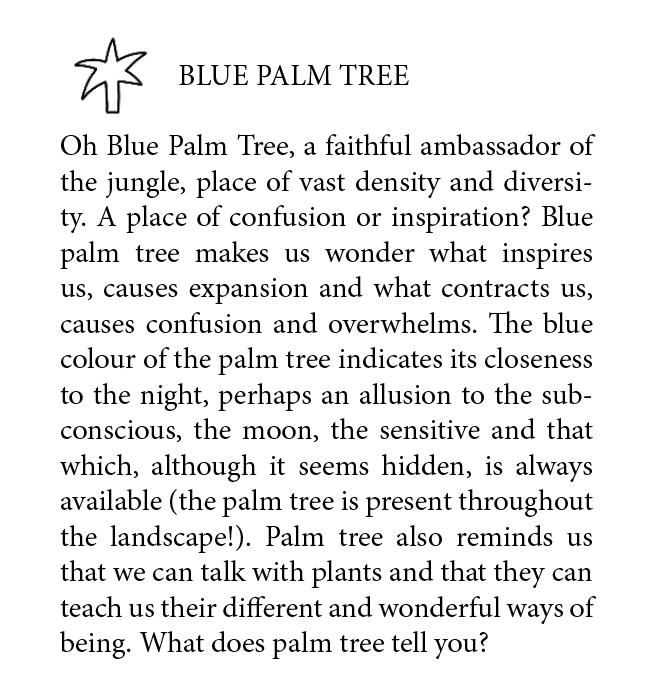 BLUE PALM TREE
Oh Blue Palm Tree, a faithful ambassador of
the jungle, place of vast density and diversi-
ty. A place of confusion or inspiration? Blue
palm tree makes us wonder what inspires
us, causes expansion and what contracts us,
causes confusion and overwhelms. The blue
colour of the palm tree indicates its closeness
to the night, perhaps an allusion to the sub-
conscious, the moon, the sensitive and that
which, although it seems hidden, is always
available (the palm tree is present throughout
the landscape!). Palm tree also reminds us
that we can talk with plants and that they can
teach us their different and wonderful ways of
being. What does palm tree tell you?